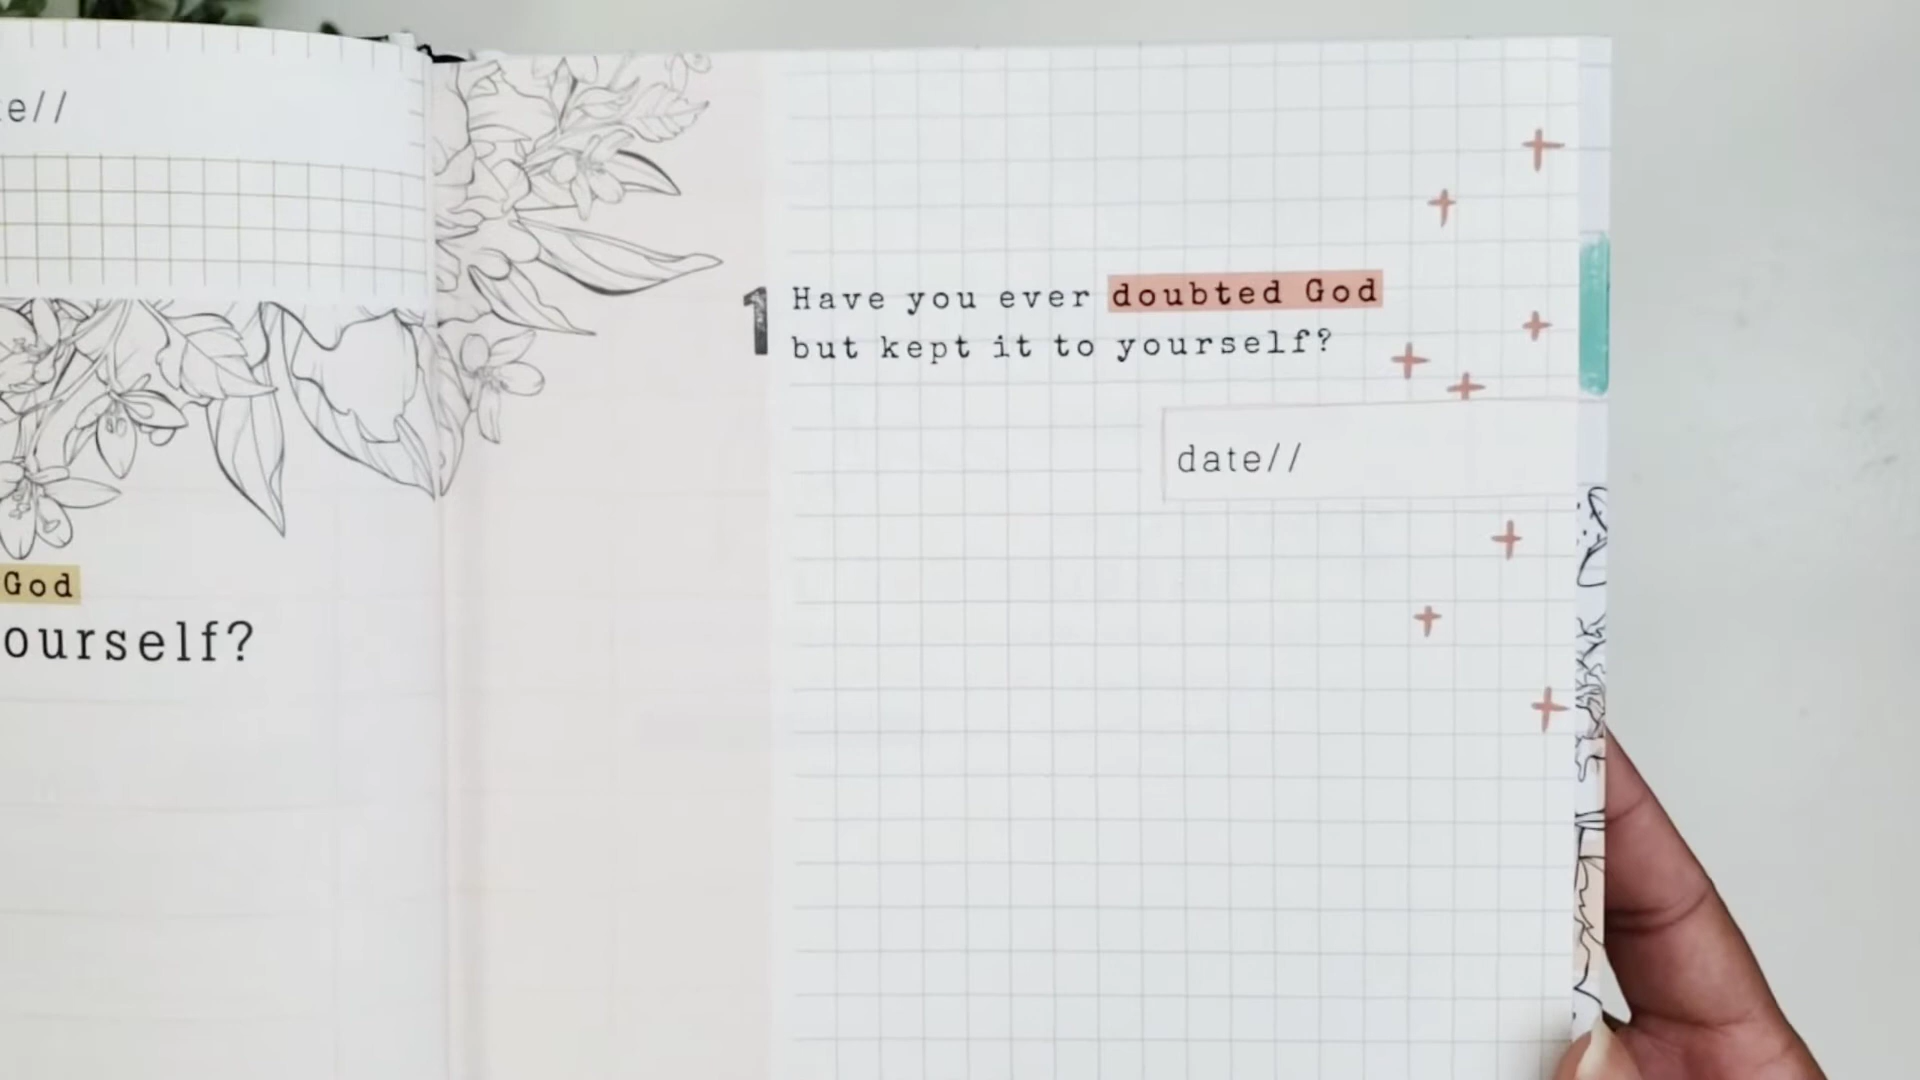 e//
God
ourself?
1 Have you ever doubted God
but kept it to yourself?
date//